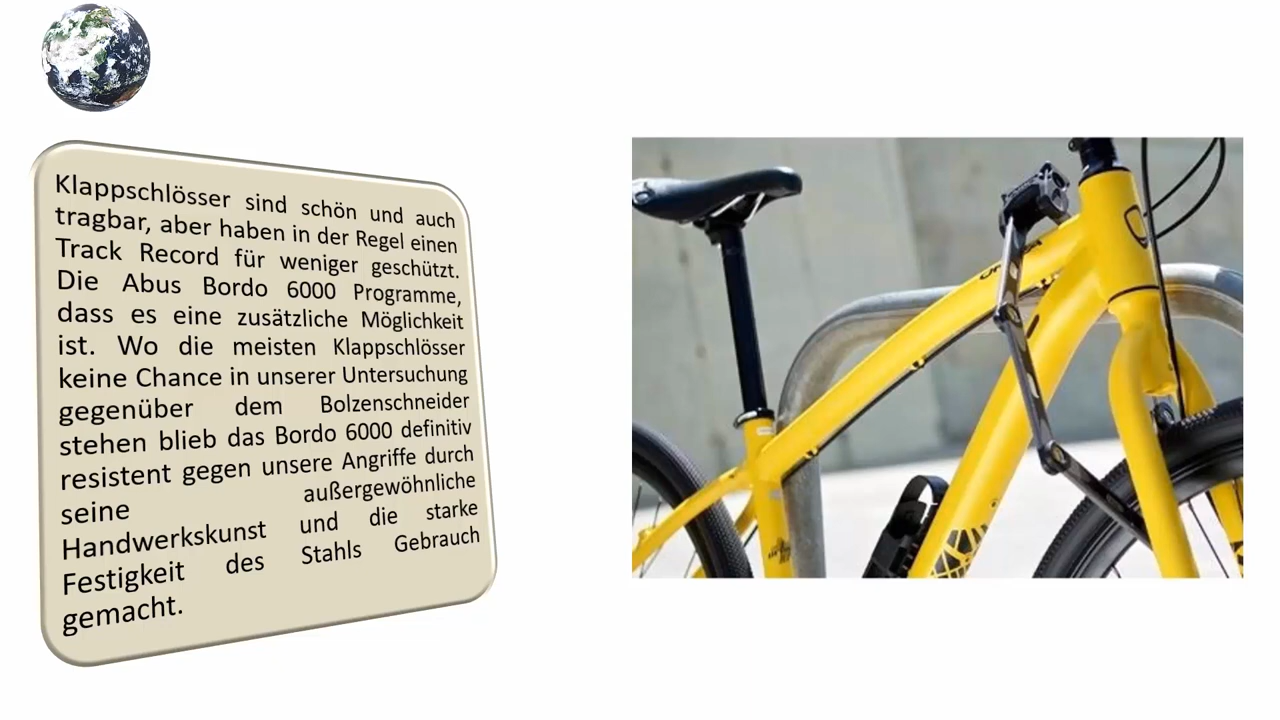 Klappschlösser sind schön und auch
tragbar, aber haben in der Regel einen
Track Record für weniger geschützt.
Die Abus Bordo 6000 Programme,
dass es eine zusätzliche Möglichkeit
ist. Wo die meisten Klappschlösser
keine Chance in unserer Untersuchung
gegenüber dem Bolzenschneider
stehen blieb das Bordo 6000 definitiv
resistent gegen unsere Angriffe durch
seine außergewöhnliche
Handwerkskunst und die starke
Festigkeit des Stahls Gebrauch
gemacht.